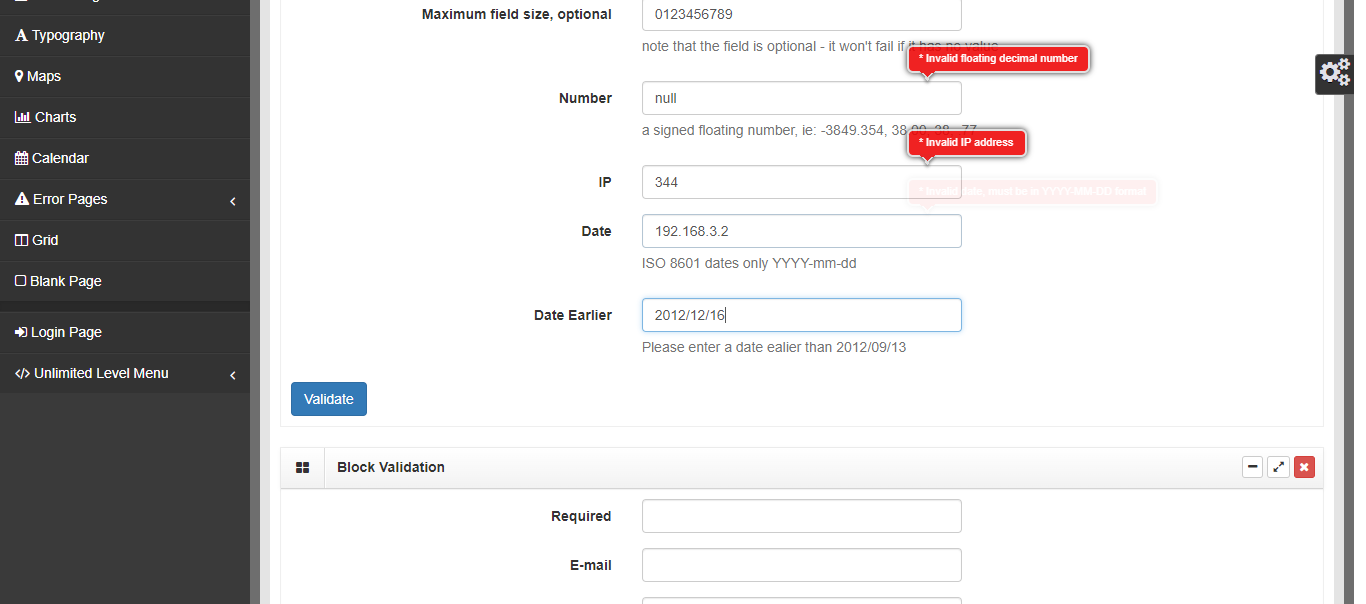 Typography
Maps
Charts
Calendar
Error Pages
Grid
Blank Page
Login Page
Unlimited Level Menu
Maximum field size, optional
0123456789
note that the field is optional - it won't fail if it has no value
* Invalid floating decimal number
Number
null
a signed floating number, ie: -3849.354, 38.00, 38, .77
* Invalid IP address
IP
344
* Invalid date, must be in YYYY-MM-DD format
Date
192.168.3.2
ISO 8601 dates only YYYY-mm-dd
Date Earlier
2012/12/16
Please enter a date ealier than 2012/09/13
Validate
Block Validation
Required
E-mail